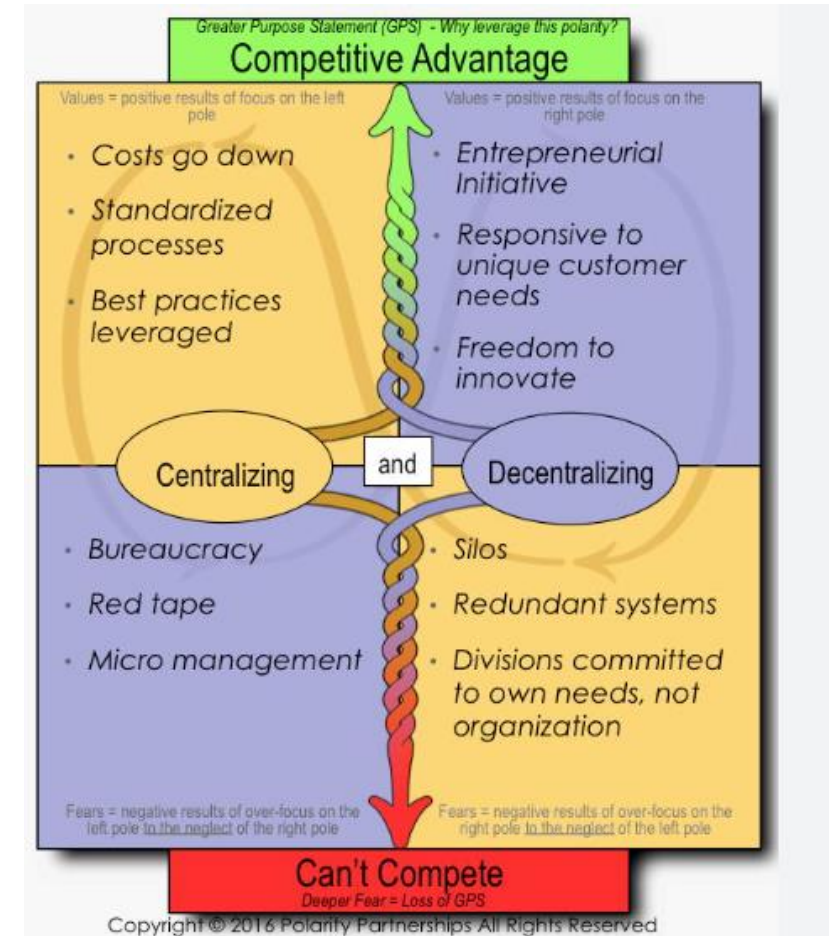 Greater Purpose Statement (GPS) - Why leverage this polarity?
Competitive Advantage
Values = positive results of focus on the left
pole
• Costs go down
• Standardized
processes
• Best practices
leveraged
Values = positive results of focus on the
right pole
• Entrepreneurial
Initiative
• Responsive to
unique customer
needs
• Freedom to
innovate
Centralizing
and
Decentralizing
• Bureaucracy
• Red tape
• Micro management
Fears = negative results of over-focus on the
left pole to the neglect of the right pole
• Silos
• Redundant systems
• Divisions committed
to own needs, not
organization
Fears = negative results of over-focus on the
right pole to the neglect of the left pole
Can't Compete
Deeper Fear = Loss of GPS
Copyright © 2016 Polarity Partnerships All Rights Reserved